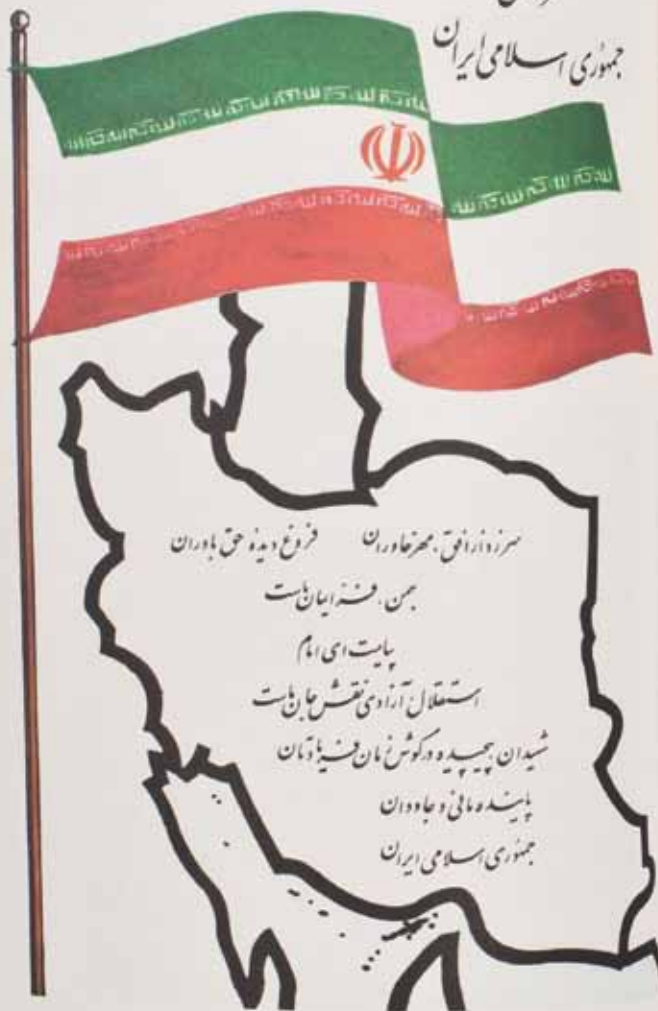 جمهوری اسلامی ایران
سرزد از افق، مهر خاوران فروغ دیده حق باوران
بهمن، فر ایمان ماست
پیامت ای امام
استقلال آزادی نقش جان ماست
شهیدان پیچیده در گوش زمان فریادتان
پاینده مانی و جاودان
جمهوری اسلامی ایران